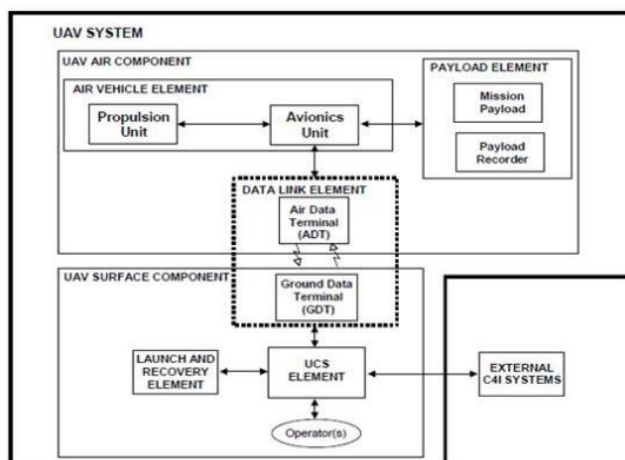 UAV SYSTEM
UAV AIR COMPONENT
AIR VEHICLE ELEMENT
Propulsion
Unit
Avionics
Unit
PAYLOAD ELEMENT
Mission
Payload
Payload
Recorder
DATA LINK ELEMENT
Air Data
Terminal
(ADT)
UAV SURFACE COMPONENT
Ground Data
Terminal
(GDT)
LAUNCH AND
RECOVERY
ELEMENT
UCS
ELEMENT
EXTERNAL
C4I SYSTEMS
Operator(s)